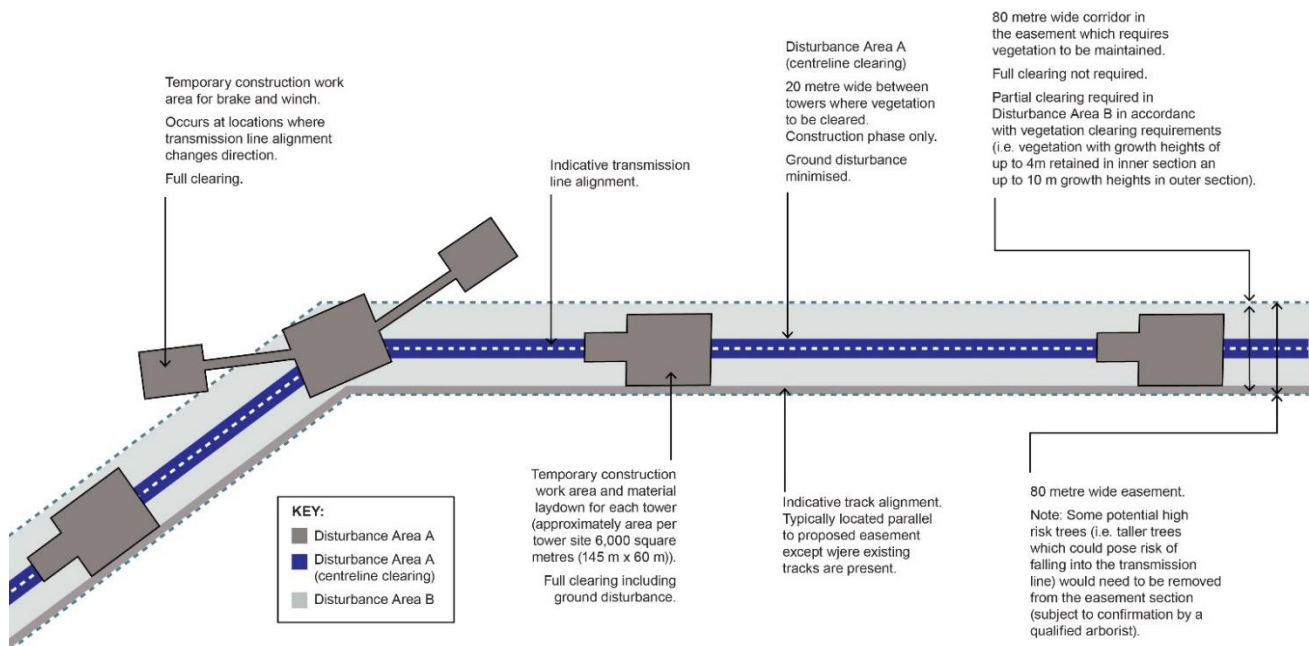 Temporary construction work
area for brake and winch.
Occurs at locations where
transmission line alignment
changes direction.
Full clearing.
Indicative transmission
line alignment.
Disturbance Area A
(centreline clearing)
20 metre wide between
towers where vegetation
to be cleared.
Construction phase only.
Ground disturbance
minimised.
80 metre wide corridor in
the easement which requires
vegetation to be maintained.
Full clearing not required.
Partial clearing required in
Disturbance Area B in accordanc
with vegetation clearing requirements
(i.e. vegetation with growth heights of
up to 4m retained in inner section an
up to 10 m growth heights in outer section).
KEY:
Disturbance Area A
Disturbance Area A
(centreline clearing)
Disturbance Area B
Temporary construction
work area and material
laydown for each tower
(approximately area per
tower site 6,000 square
metres (145 m x 60 m)).
Full clearing including
ground disturbance.
Indicative track alignment.
Typically located parallel
to proposed easement
except wjere existing
tracks are present.
80 metre wide easement.
Note: Some potential high
risk trees (i.e. taller trees
which could pose risk of
falling into the transmission
line) would need to be removed
from the easement section
(subject to confirmation by a
qualified arborist).